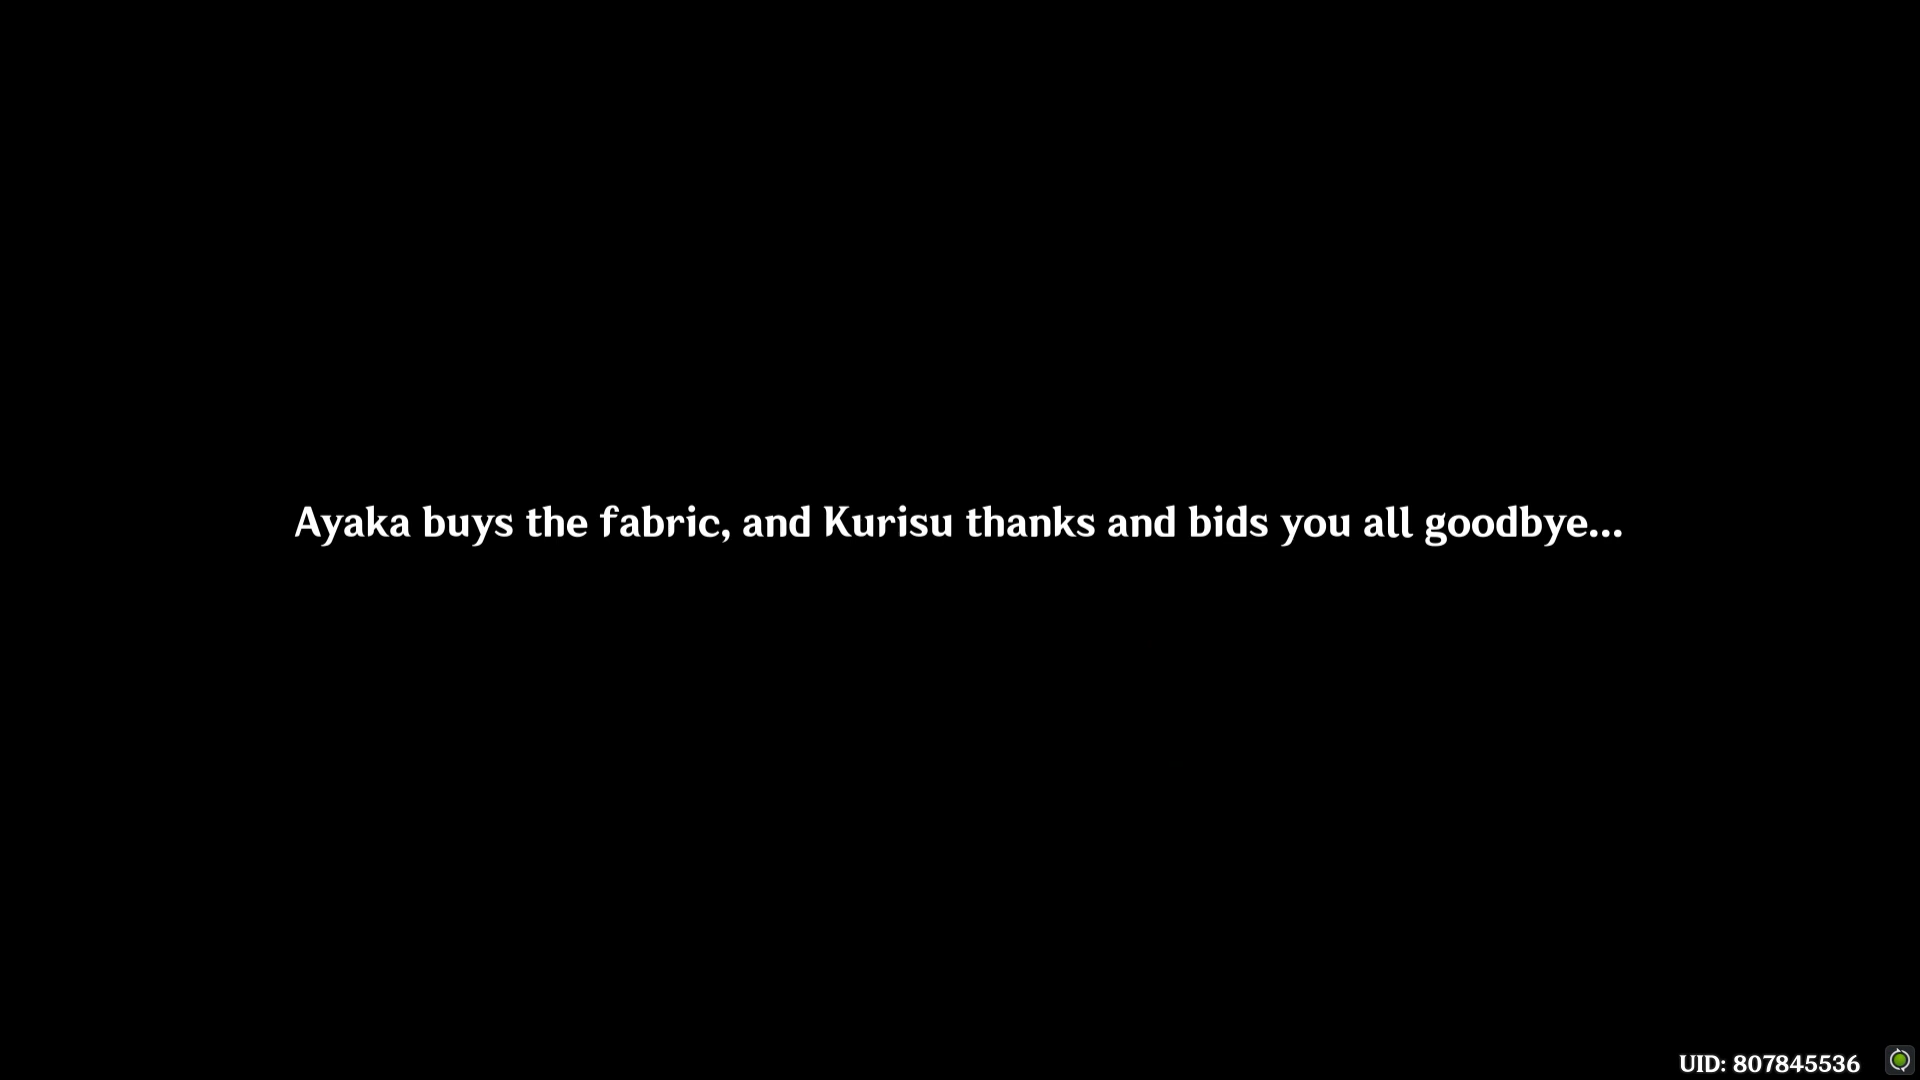 Ayaka buys the fabric, and Kurisu thanks and bids you all goodbye...
UID: 807845536